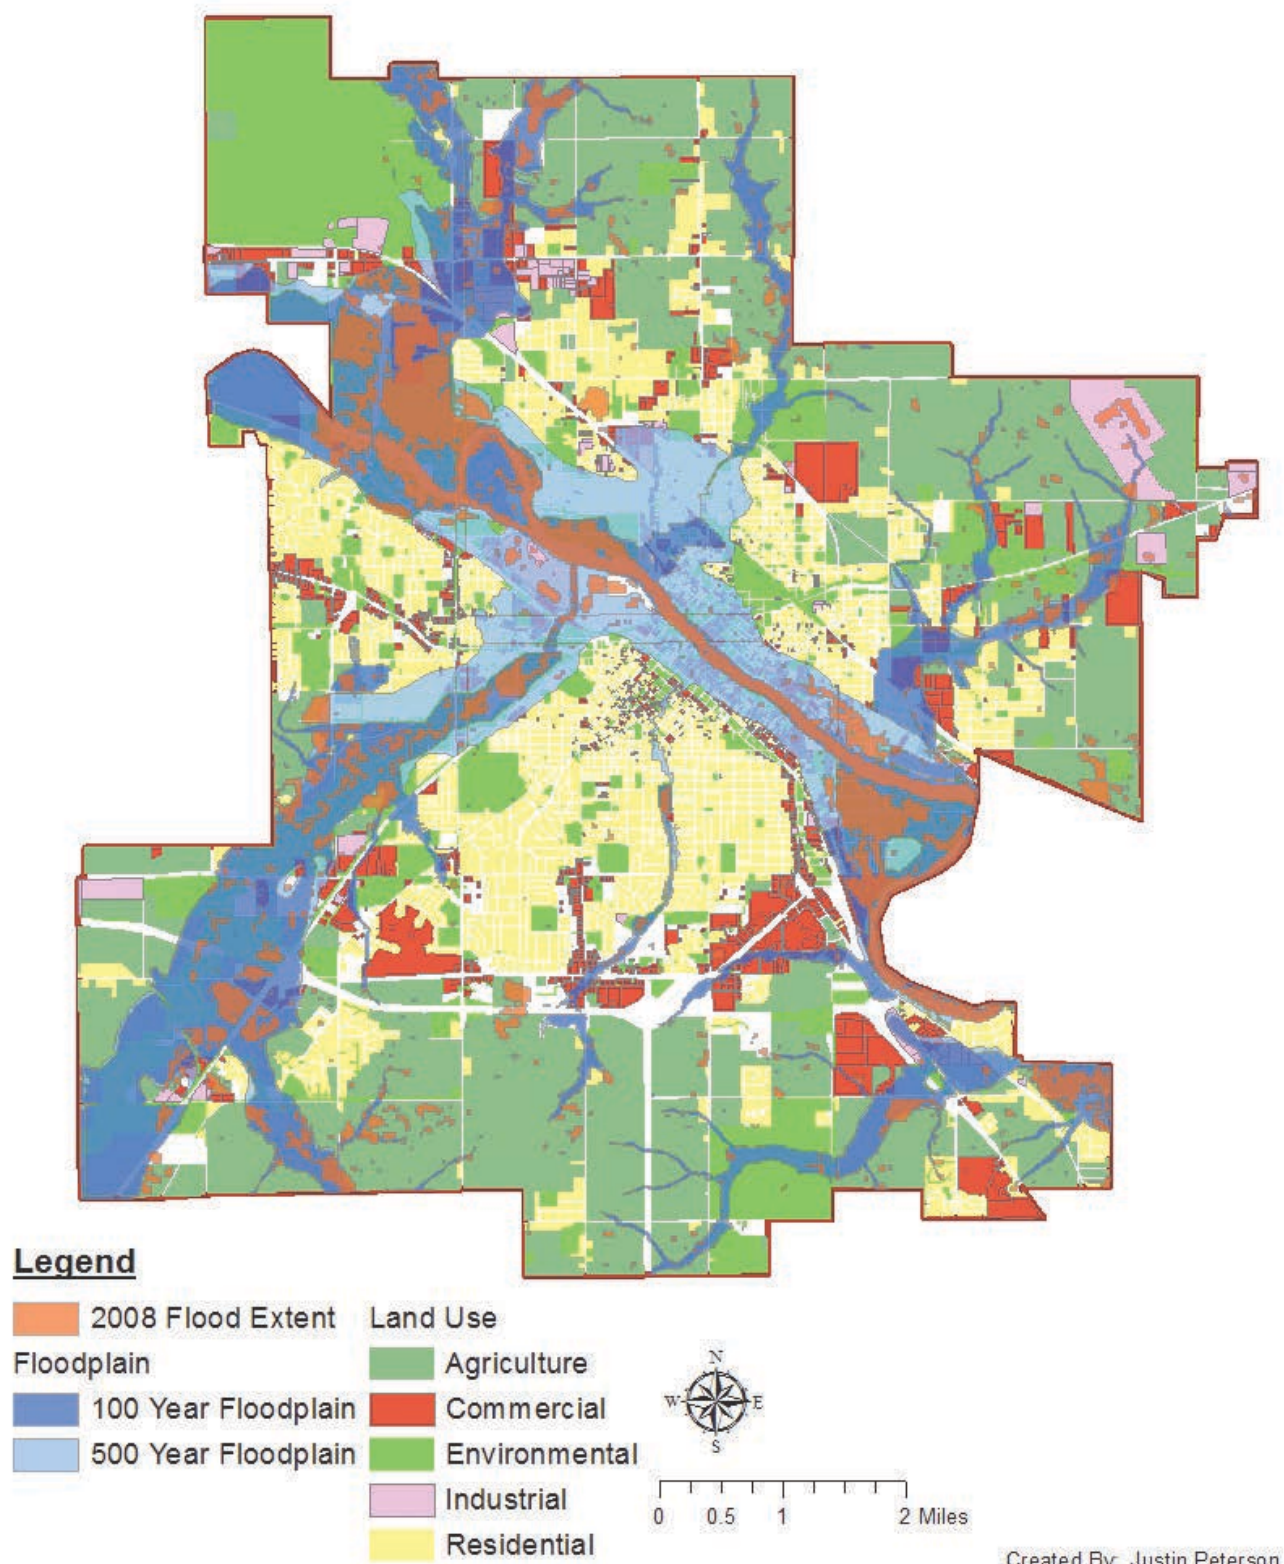 Legend
2008 Flood Extent
Floodplain
100 Year Floodplain
500 Year Floodplain
Land Use
Agriculture
Commercial
Environmental
Industrial
Residential
N
W E
S
0 0.5 1 2 Miles
Created By: Justin Peterson